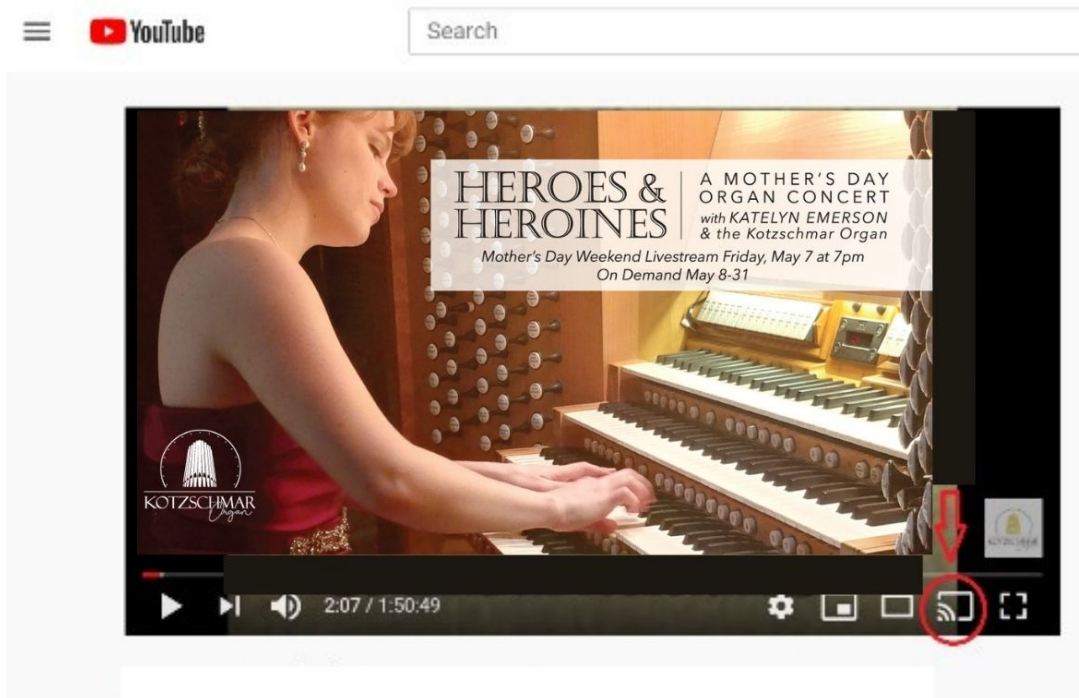 YouTube
Search
HEROES &
HEROINES
A MOTHER'S DAY
ORGAN CONCERT
with KATELYN EMERSON
& the Kotzschmar Organ
Mother's Day Weekend Livestream Friday, May 7 at 7pm
On Demand May 8-31
KOTZSCHMAR
Organ
2:07 / 1:50:49